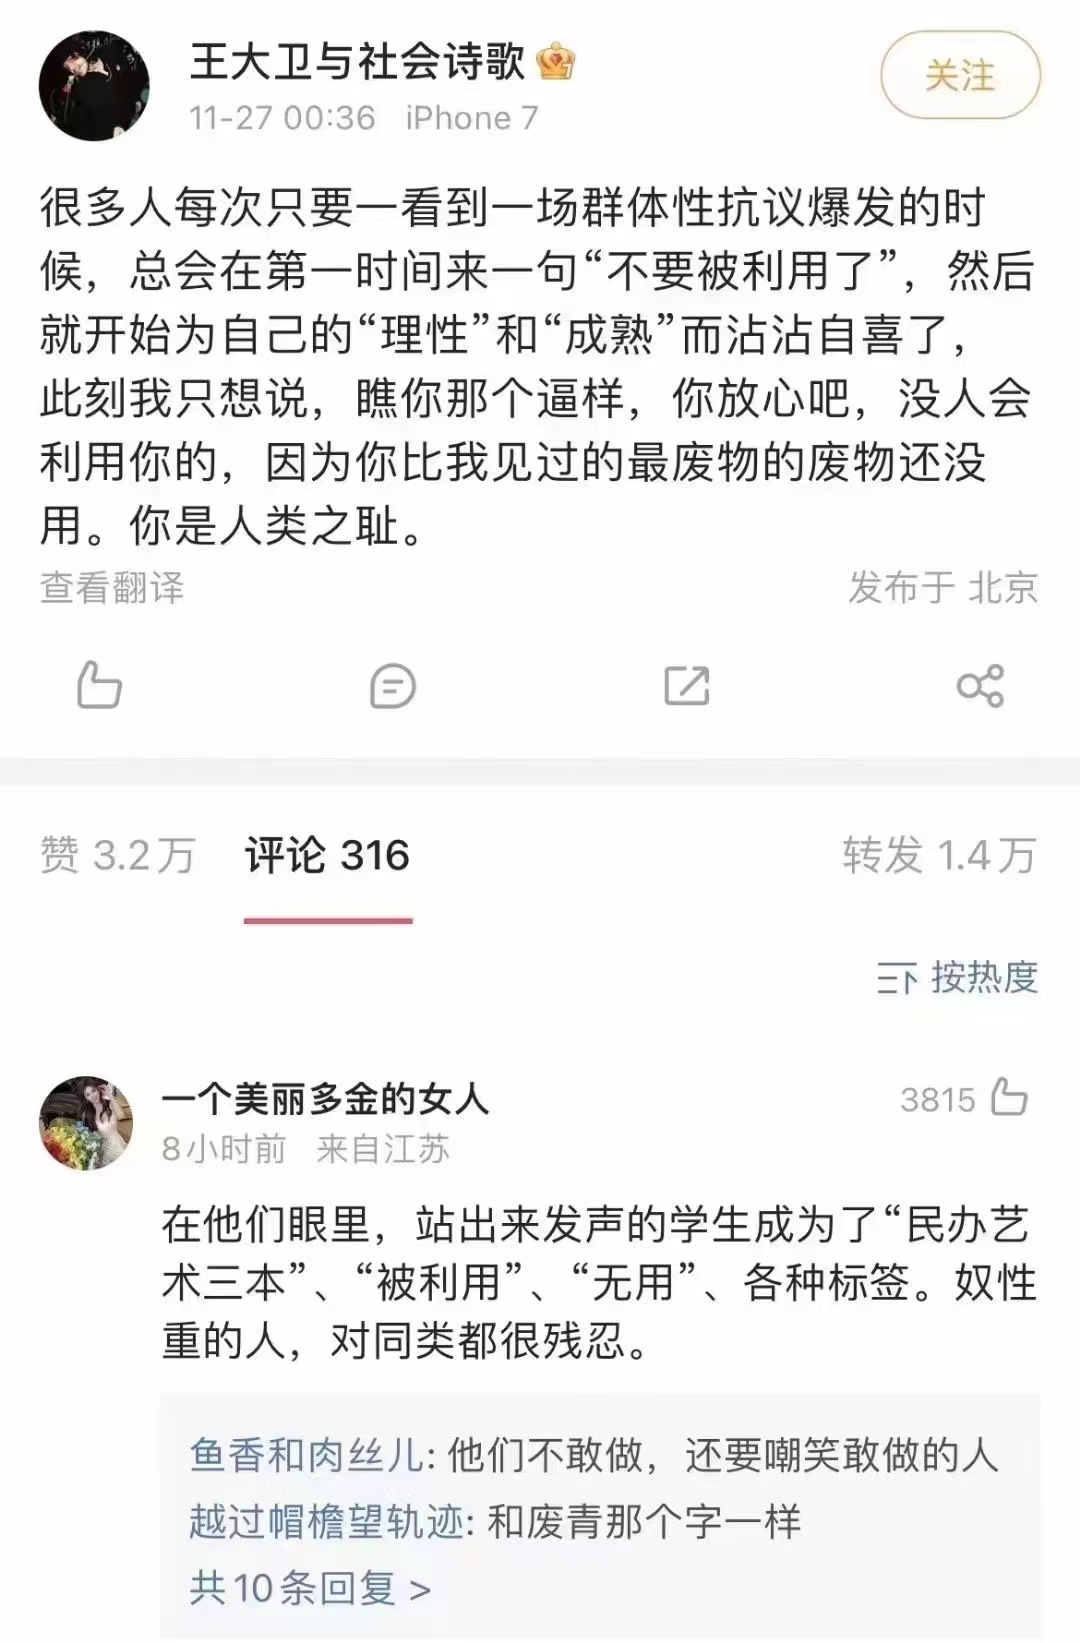 王大卫与社会诗歌
11-27 00:36 iPhone 7
关注
很多人每次只要一看到一场群体性抗议爆发的时
候，总会在第一时间来一句“不要被利用了”，然后
就开始为自己的“理性”和“成熟”而沾沾自喜了，
此刻我只想说，瞧你那个逼样，你放心吧，没人会
利用你的，因为你比我见过的最废物的废物还没
用。你是人类之耻。
查看翻译
发布于 北京
赞 3.2万 评论 316 转发 1.4万
按热度
一个美丽多金的女人
3815
8小时前 来自江苏
在他们眼里，站出来发声的学生成为了“民办艺
术三本”、“被利用”、“无用”、各种标签。奴性
重的人，对同类都很残忍。
鱼香和肉丝儿: 他们不敢做，还要嘲笑敢做的人
越过帽檐望轨迹: 和废青那个字一样
共10条回复 >